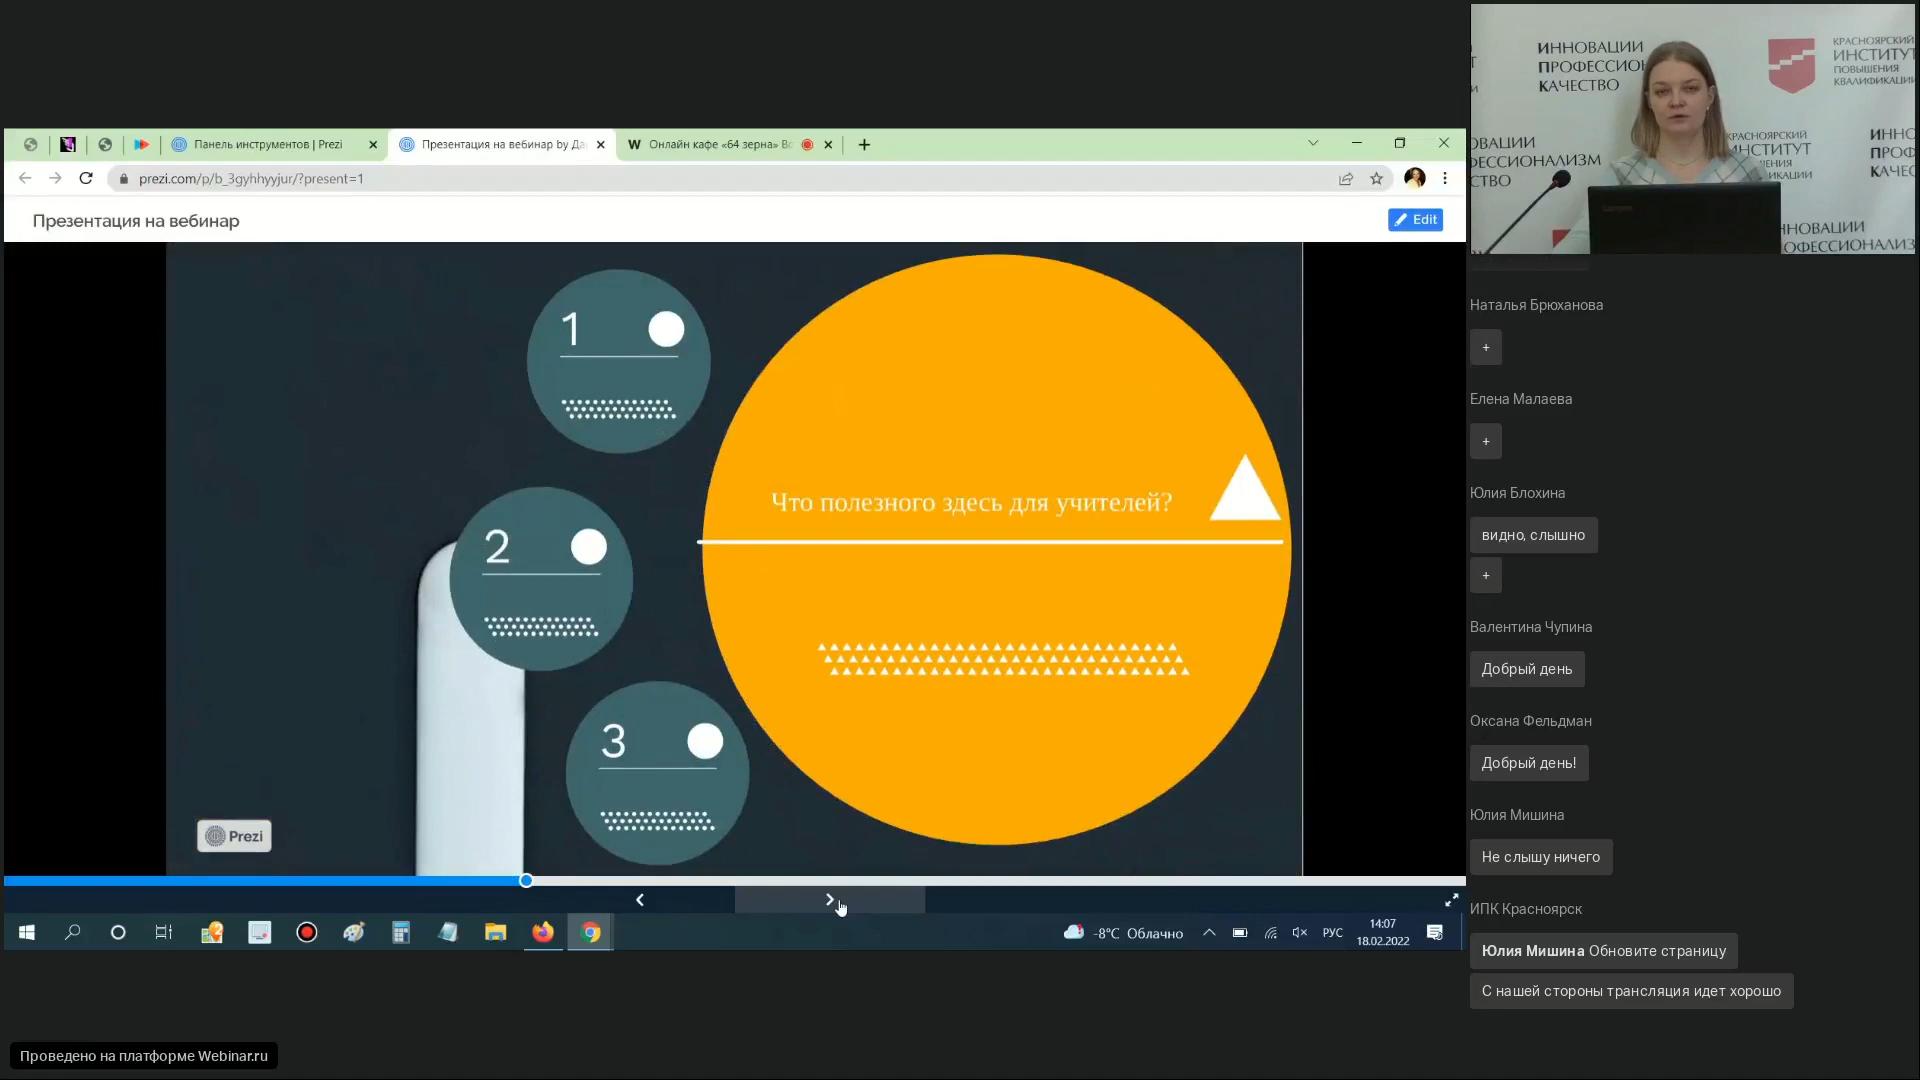 Панель инструментов | Prezi
Презентация на вебинар by Да
Онлайн кафе «64 зерна»
prezi.com/p/b_3gyhhyyjur/?present=1
Презентация на вебинар
Edit
1
2
3
Что полезного здесь для учителей?
Prezi
-8°C Облачно
РУС
14:07
18.02.2022
ИННОВАЦИИ
КАЧЕСТВО
КРАСНОЯРСКИЙ
ИНСТИТУТ
ПОВЫШЕНИЯ
КВАЛИФИКАЦИИ
Наталья Брюханова
+
Елена Малаева
+
Юлия Блохина
видно, слышно
+
Валентина Чупина
Добрый день
Оксана Фельдман
Добрый день!
Юлия Мишина
Не слышу ничего
ИПК Красноярск
Юлия Мишина Обновите страницу
С нашей стороны трансляция идет хорошо
Проведено на платформе Webinar.ru